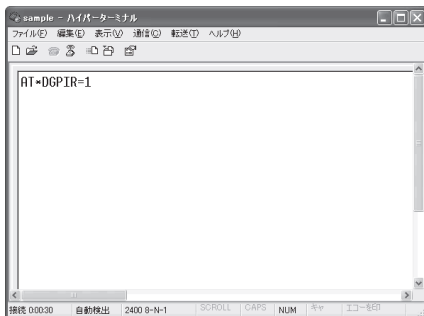 sample - ハイパーターミナル
ファイル(F) 編集(E) 表示(V) 通信(C) 転送(T) ヘルプ(H)
AT*DGPIR=1
接続 0:00:30 自動検出 2400 8-N-1 SCROLL CAPS NUM キャ エコーを印